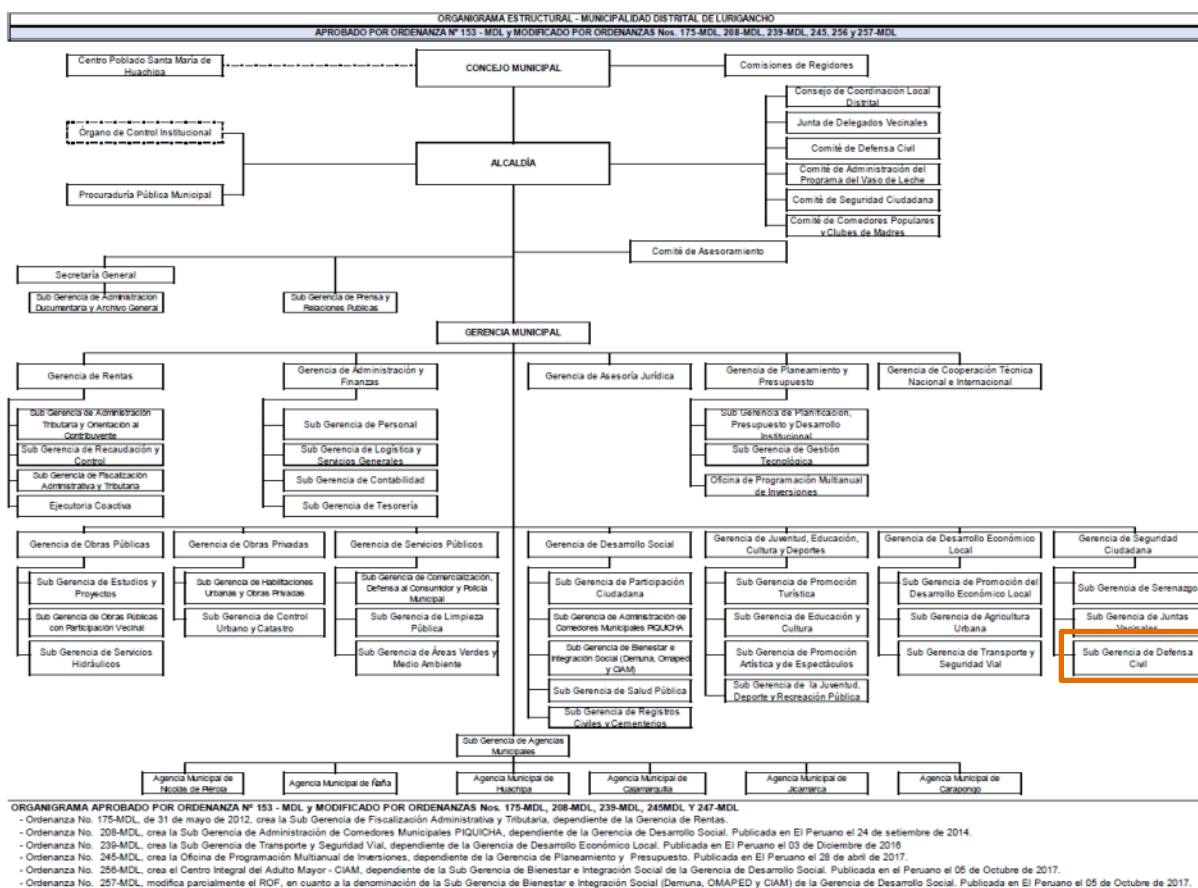 ORGANIGRAMA ESTRUCTURAL - MUNICIPALIDAD DISTRITAL DE LURIGANCHO
APROBADO POR ORDENANZA Nº 153 - MDL y MODIFICADO POR ORDENANZAS Nos. 175-MDL, 208-MDL, 239-MDL, 245, 256 y 257-MDL
Centro Poblado Santa María de
Huachipa
CONCEJO MUNICIPAL
Comisiones de Regidores
Consejo de Coordinación Local
Distrital
Junta de Delegados Vecinales
Comité de Defensa Civil
Comité de Administración del
Programa del Vaso de Leche
Comité de Seguridad Ciudadana
Comité de Comedores Populares
y Clubes de Madres
Órgano de Control Institucional
ALCALDÍA
Procuraduría Pública Municipal
Comité de Asesoramiento
Secretaría General
Sub Gerencia de Administracion
Ducumentaria y Archivo General
Sub Gerencia de Prensa y
Relaciones Publicas
GERENCIA MUNICIPAL
Gerencia de Rentas
Gerencia de Administración y
Finanzas
Gerencia de Asesoría Jurídica
Gerencia de Planeamiento y
Presupuesto
Gerencia de Cooperación Técnica
Nacional e Internacional
Sub Gerencia de Administración
Tributaria y Orientación al
Contribuyente
Sub Gerencia de Recaudación y
Control
Sub Gerencia de Fiscalización
Administrativa y Tributaria
Ejecutoria Coactiva
Sub Gerencia de Personal
Sub Gerencia de Logística y
Servicios Generales
Sub Gerencia de Contabilidad
Sub Gerencia de Tesorería
Sub Gerencia de Planificación,
Presupuesto y Desarrollo
Institucional
Sub Gerencia de Gestión
Tecnológica
Oficina de Programación Multianual
de Inversiones
Gerencia de Obras Públicas
Gerencia de Obras Privadas
Gerencia de Servicios Públicos
Gerencia de Desarrollo Social
Gerencia de Juventud, Educación,
Cultura y Deportes
Gerencia de Desarrollo Económico
Local
Gerencia de Seguridad
Ciudadana
Sub Gerencia de Estudios y
Proyectos
Sub Gerencia de Obras Públicas
con Participación Vecinal
Sub Gerencia de Servicios
Hidráulicos
Sub Gerencia de Habilitaciones
Urbanas y Obras Privadas
Sub Gerencia de Control
Urbano y Catastro
Sub Gerencia de Comercialización,
Defensa al Consumidor y Policía
Municipal
Sub Gerencia de Limpieza
Pública
Sub Gerencia de Áreas Verdes y
Medio Ambiente
Sub Gerencia de Participación
Ciudadana
Sub Gerencia de Administración de
Comedores Municipales PIQUICHA
Sub Gerencia de Bienestar e
Integración Social (Demuna, Omaped
y CIAM)
Sub Gerencia de Salud Pública
Sub Gerencia de Registros
Civiles y Cementerios
Sub Gerencia de Promoción
Turística
Sub Gerencia de Educación y
Cultura
Sub Gerencia de Promoción
Artística y de Espectáculos
Sub Gerencia de la Juventud,
Deporte y Recreación Pública
Sub Gerencia de Promoción del
Desarrollo Económico Local
Sub Gerencia de Agricultura
Urbana
Sub Gerencia de Transporte y
Seguridad Vial
Sub Gerencia de Serenazgo
Sub Gerencia de Juntas
Vecinales
Sub Gerencia de Defensa
Civil
Sub Gerencia de Agencias
Municipales
Agencia Municipal de
Nicolás de Piérola
Agencia Municipal de Ñaña
Agencia Municipal de
Huachipa
Agencia Municipal de
Cajamarquilla
Agencia Municipal de
Jicamarca
Agencia Municipal de
Carapongo
ORGANIGRAMA APROBADO POR ORDENANZA Nº 153 - MDL y MODIFICADO POR ORDENANZAS Nos. 175-MDL, 208-MDL, 239-MDL, 245MDL Y 247-MDL
- Ordenanza No. 175-MDL, de 31 de mayo de 2012, crea la Sub Gerencia de Fiscalización Administrativa y Tributaria, dependiente de la Gerencia de Rentas.
- Ordenanza No. 208-MDL, crea la Sub Gerencia de Administración de Comedores Municipales PIQUICHA, dependiente de la Gerencia de Desarrollo Social. Publicada en El Peruano el 24 de setiembre de 2014.
- Ordenanza No. 239-MDL, crea la Sub Gerencia de Transporte y Seguridad Vial, dependiente de la Gerencia de Desarrollo Económico Local. Publicada en El Peruano el 03 de Diciembre de 2016
- Ordenanza No. 245-MDL, crea la Oficina de Programación Multianual de Inversiones, dependiente de la Gerencia de Planeamiento y Presupuesto. Publicada en El Peruano el 28 de abril de 2017.
- Ordenanza No. 256-MDL, crea el Centro Integral del Adulto Mayor - CIAM, dependiente de la Sub Gerencia de Bienestar e Integración Social de la Gerencia de Desarrollo Social. Publicada en el Peruano el 05 de Octubre de 2017.
- Ordenanza No. 257-MDL, modifica parcialmente el ROF, en cuanto a la denominación de la Sub Gerencia de Bienestar e Integración Social (Demuna, OMAPED y CIAM) de la Gerencia de Desarrollo Social. Publicada en El Peruano el 05 de Octubre de 2017.